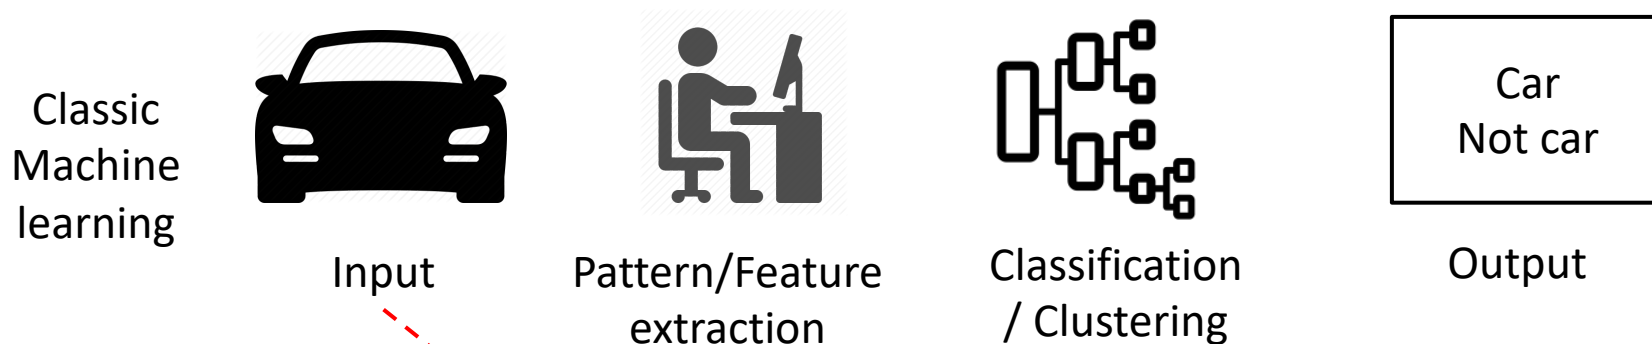 Classic
Machine
learning
Input
Pattern/Feature
extraction
Classification
/ Clustering
Car
Not car
Output